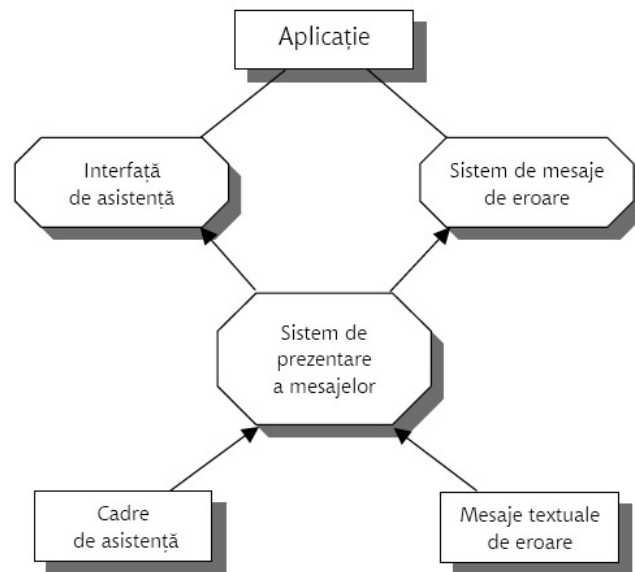 Aplicație
Interfață
de asistență
Sistem de mesaje
de eroare
Sistem de
prezentare
a mesajelor
Cadre
de asistență
Mesaje textuale
de eroare